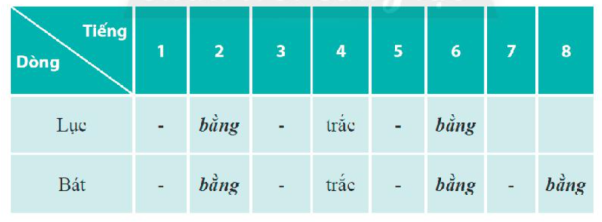 Tiếng
Dòng 1 2 3 4 5 6 7 8
Lục - bằng - trắc - bằng
Bát - bằng - trắc - bằng - bằng